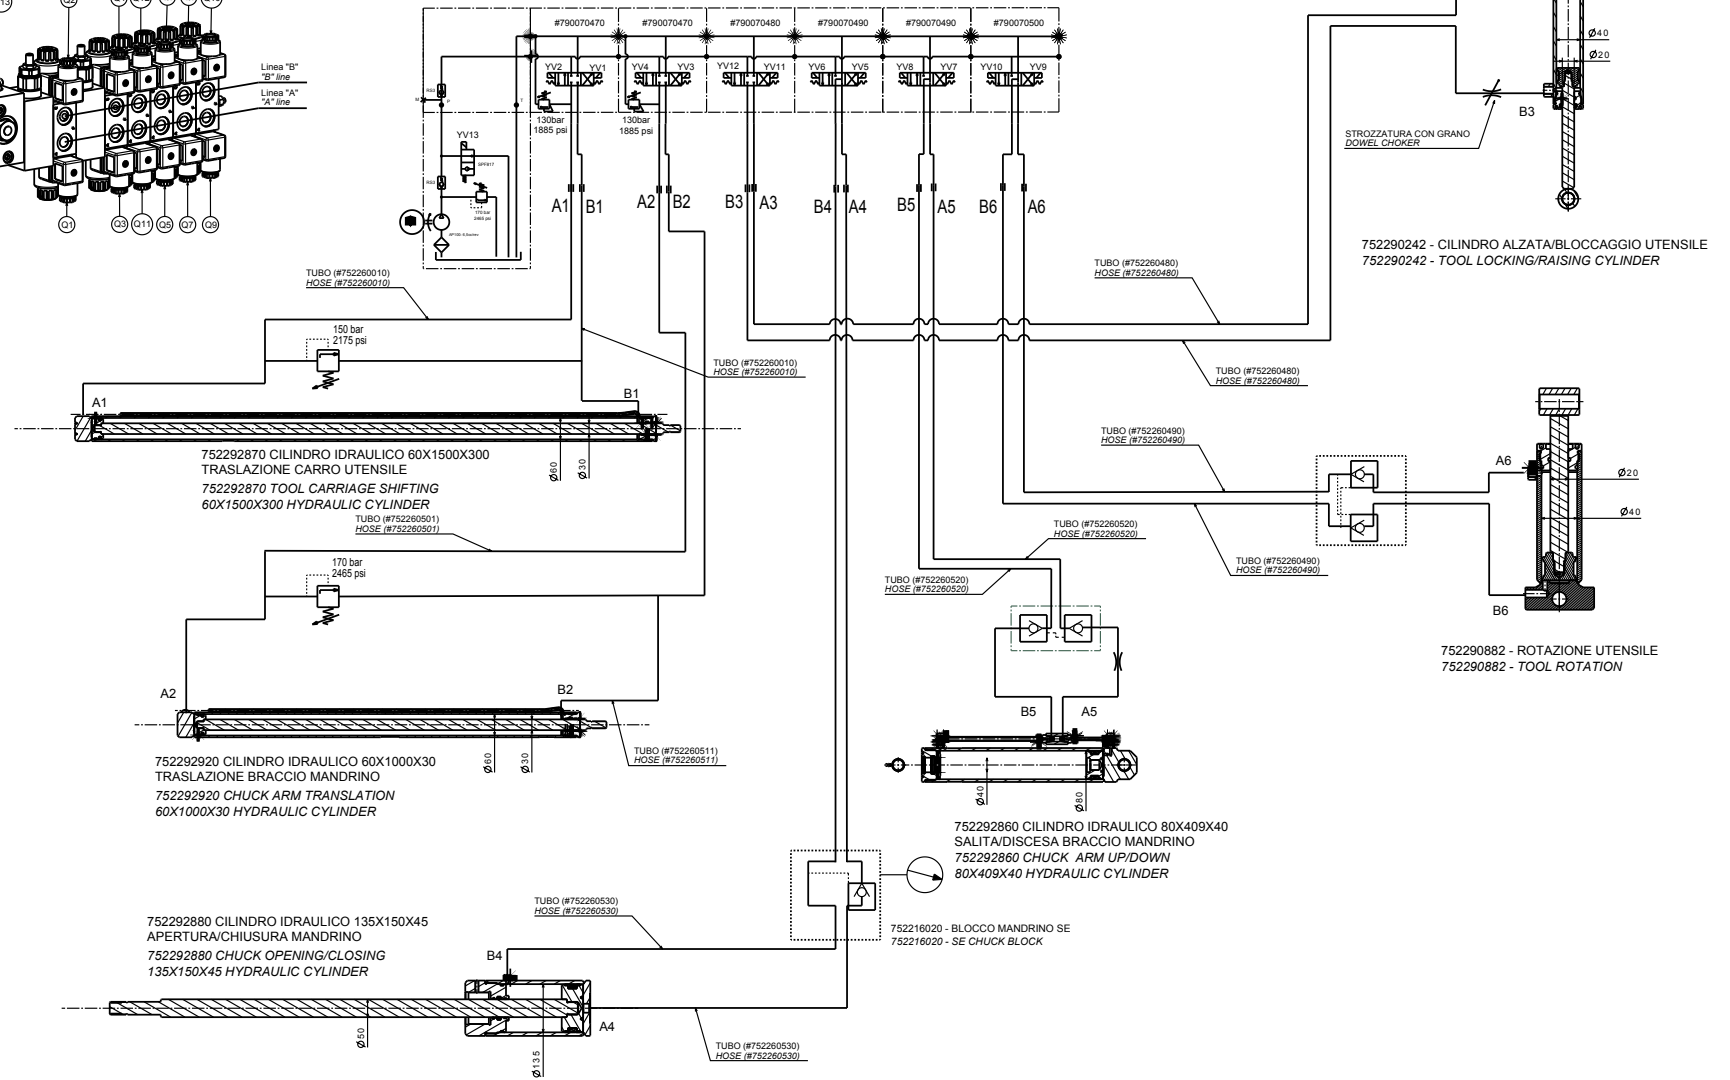 Linea "B"
"B" line
Linea "A"
"A" line
Q1
Q3
Q11
Q5
Q7
Q9
#790070470
#790070470
#790070480
#790070490
#790070490
#790070500
YV2
YV1
YV4
YV3
YV12
YV11
YV6
YV5
YV8
YV7
YV10
YV9
130bar
1885 psi
130bar
1885 psi
M
P
T
YV13
SPF817
170 bar
2465 psi
A1
B1
A2
B2
B3
A3
B4
A4
B5
A5
B6
A6
Ø40
Ø20
B3
STROZZATURA CON GRANO
DOWEL CHOKER
752290242 - CILINDRO ALZATA/BLOCCAGGIO UTENSILE
752290242 - TOOL LOCKING/RAISING CYLINDER
TUBO (#752260010)
HOSE (#752260010)
150 bar
2175 psi
TUBO (#752260010)
HOSE (#752260010)
TUBO (#752260480)
HOSE (#752260480)
TUBO (#752260480)
HOSE (#752260480)
A1
B1
Ø60
Ø30
752292870 CILINDRO IDRAULICO 60X1500X300
TRASLAZIONE CARRO UTENSILE
752292870 TOOL CARRIAGE SHIFTING
60X1500X300 HYDRAULIC CYLINDER
TUBO (#752260501)
HOSE (#752260501)
170 bar
2465 psi
TUBO (#752260490)
HOSE (#752260490)
TUBO (#752260490)
HOSE (#752260490)
A6
Ø20
Ø40
B6
752290882 - ROTAZIONE UTENSILE
752290882 - TOOL ROTATION
TUBO (#752260520)
HOSE (#752260520)
TUBO (#752260520)
HOSE (#752260520)
A2
B2
Ø60
Ø30
TUBO (#752260511)
HOSE (#752260511)
752292920 CILINDRO IDRAULICO 60X1000X30
TRASLAZIONE BRACCIO MANDRINO
752292920 CHUCK ARM TRANSLATION
60X1000X30 HYDRAULIC CYLINDER
B5
A5
Ø40
Ø80
752292860 CILINDRO IDRAULICO 80X409X40
SALITA/DISCESA BRACCIO MANDRINO
752292860 CHUCK ARM UP/DOWN
80X409X40 HYDRAULIC CYLINDER
752216020 - BLOCCO MANDRINO SE
752216020 - SE CHUCK BLOCK
TUBO (#752260530)
HOSE (#752260530)
752292880 CILINDRO IDRAULICO 135X150X45
APERTURA/CHIUSURA MANDRINO
752292880 CHUCK OPENING/CLOSING
135X150X45 HYDRAULIC CYLINDER
B4
A4
Ø50
Ø135
TUBO (#752260530)
HOSE (#752260530)